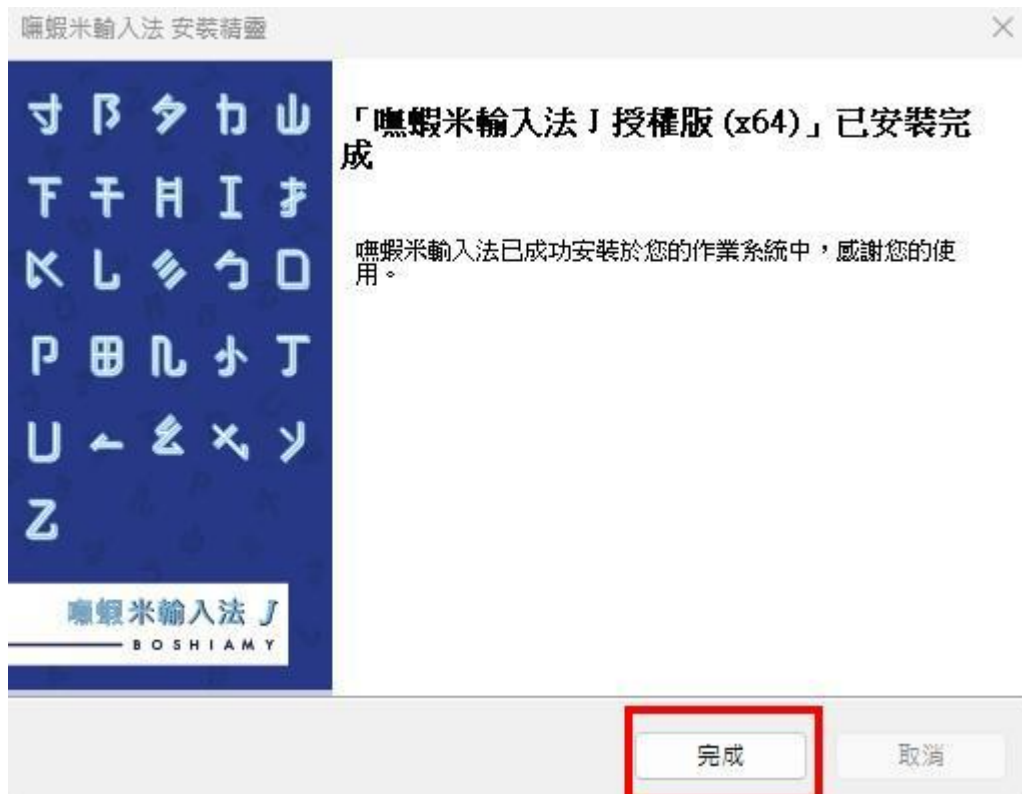 嘸蝦米輸入法 安裝精靈
「嘸蝦米輸入法 J 授權版 (x64)」已安裝完
成
嘸蝦米輸入法已成功安裝於您的作業系統中，感謝您的使
用。
嘸蝦米輸入法 J
BOSHIAMY
完成
取消